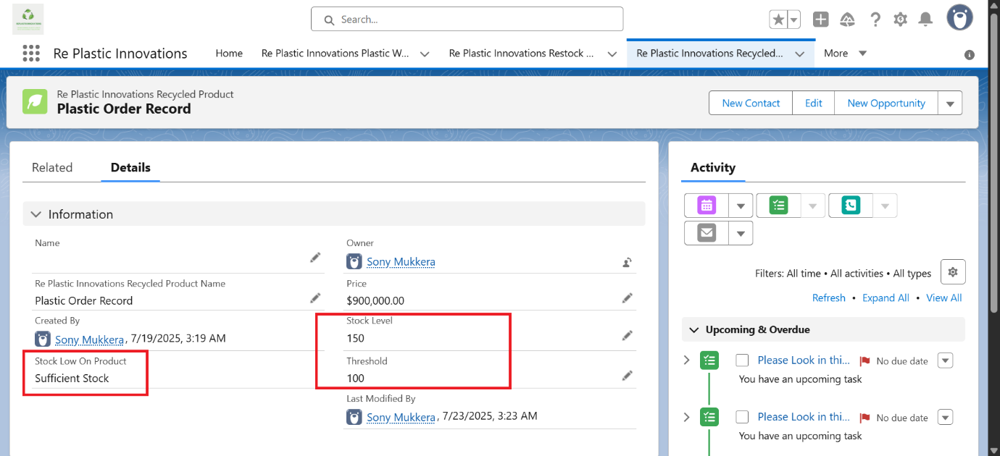 Search...
Re Plastic Innovations
Home
Re Plastic Innovations Plastic W...
Re Plastic Innovations Restock ...
Re Plastic Innovations Recycled...
More
Re Plastic Innovations Recycled Product
Plastic Order Record
New Contact
Edit
New Opportunity
Related
Details
Information
Name
Owner
Sony Mukkera
Re Plastic Innovations Recycled Product Name
Plastic Order Record
Price
$900,000.00
Created By
Sony Mukkera, 7/19/2025, 3:19 AM
Stock Level
150
Stock Low On Product
Sufficient Stock
Threshold
100
Last Modified By
Sony Mukkera, 7/23/2025, 3:23 AM
Activity
Filters: All time • All activities • All types
Refresh • Expand All • View All
Upcoming & Overdue
Please Look in thi... No due date
You have an upcoming task
Please Look in thi... No due date
You have an upcoming task